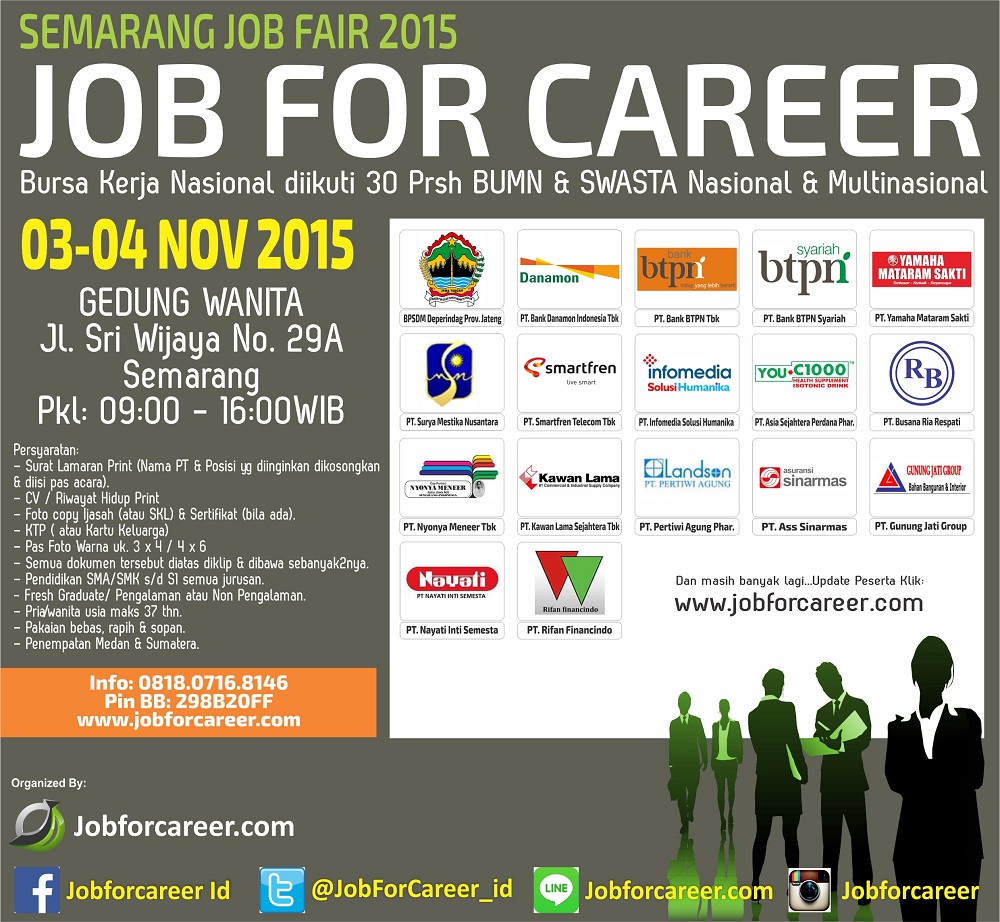 SEMARANG JOB FAIR 2015
JOB FOR CAREER
Bursa Kerja Nasional diikuti 30 Prsh BUMN & SWASTA Nasional & Multinasional
03-04 NOV 2015
GEDUNG WANITA
Jl. Sri Wijaya No. 29A
Semarang
Pkl: 09:00 - 16:00WIB
Persyaratan:
- Surat Lamaran Print (Nama PT & Posisi yg diinginkan dikosongkan
& diisi pas acara).
- CV / Riwayat Hidup Print
- Foto copy Ijasah (atau SKL) & Sertifikat (bila ada).
- KTP ( atau Kartu Keluarga)
- Pas Foto Warna uk. 3 x 4 / 4 x 6
- Semua dokumen tersebut diatas diklip & dibawa sebanyak2nya.
- Pendidikan SMA/SMK s/d S1 semua jurusan.
- Fresh Graduate/ Pengalaman atau Non Pengalaman.
- Pria/wanita usia maks 37 thn.
- Pakaian bebas, rapih & sopan.
- Penempatan Medan & Sumatera.
Info: 0818.0716.8146
Pin BB: 298B20FF
www.jobforcareer.com
BPSDM Deperindag Prov. Jateng
Danamon
PT. Bank Danamon Indonesia Tbk
bank
btpn
hidup yang lebih berarti
PT. Bank BTPN Tbk
syariah
btpn
PT. Bank BTPN Syariah
YAMAHA
MATARAM SAKTI
PT. Yamaha Mataram Sakti
PT. Surya Mestika Nusantara
smartfren
live smart
PT. Smartfren Telecom Tbk
infomedia
Solusi Humanika
PT. Infomedia Solusi Humanika
YOU·C1000
HEALTH SUPPLEMENT
ISOTONIC DRINK
PT. Asia Sejahtera Perdana Phar.
RB
PT. Busana Ria Respati
NYONYA MENEER
PT. Nyonya Meneer Tbk
Kawan Lama
#1 Commercial & Industrial Supply Company
PT. Kawan Lama Sejahtera Tbk
Landson
PT. PERTIWI AGUNG
PT. Pertiwi Agung Phar.
asuransi
sinarmas
PT. Ass Sinarmas
GUNUNG JATI GROUP
Bahan Bangunan & Interior
PT. Gunung Jati Group
Nayati
PT NAYATI INTI SEMESTA
PT. Nayati Inti Semesta
Rifan financindo
PT. Rifan Financindo
Dan masih banyak lagi...Update Peserta Klik:
www.jobforcareer.com
Organized By:
Jobforcareer.com
Jobforcareer Id
@JobForCareer_id
LINE
Jobforcareer.com
Jobforcareer